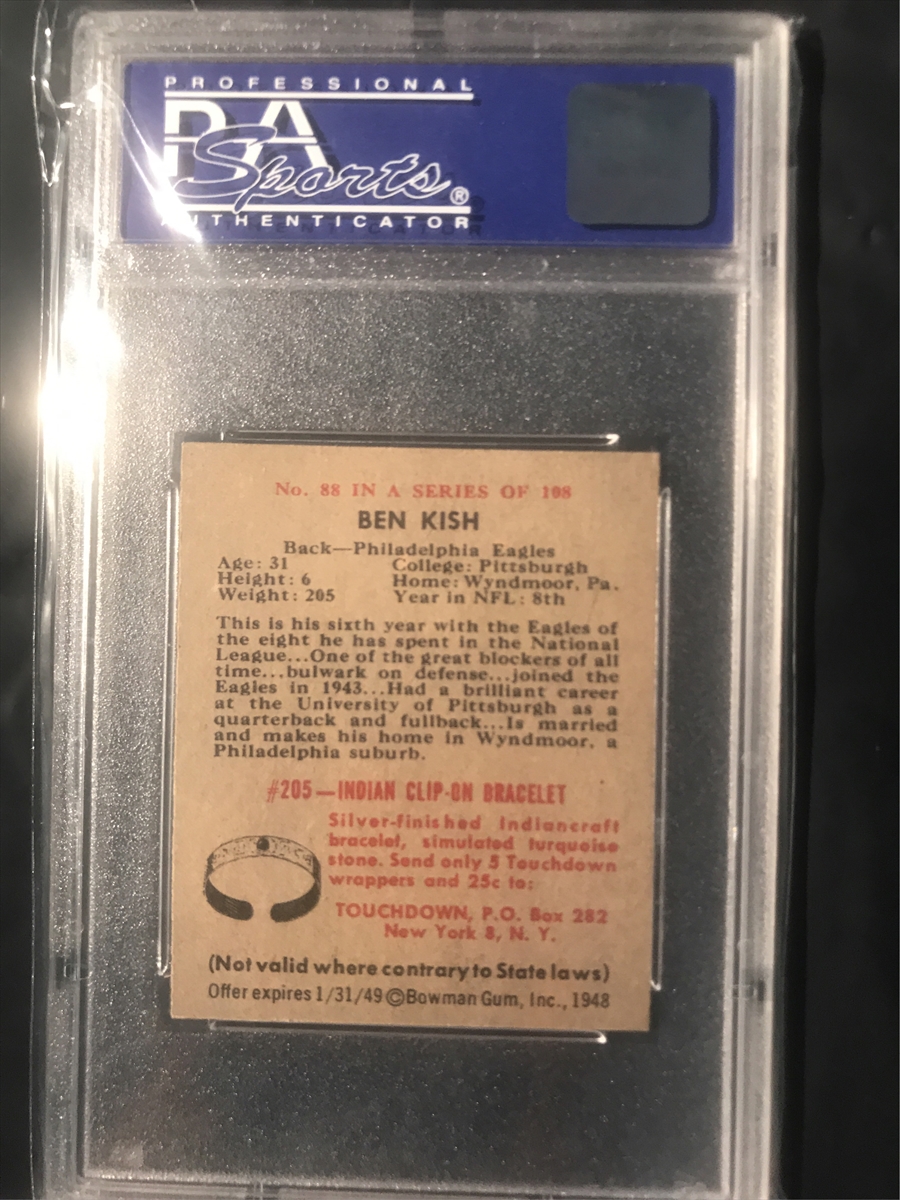 PROFESSIONAL
PSA
Sports®
AUTHENTICATOR
No. 88 IN A SERIES OF 108
BEN KISH
Back—Philadelphia Eagles
Age: 31 College: Pittsburgh
Height: 6 Home: Wyndmoor, Pa.
Weight: 205 Year in NFL: 8th
This is his sixth year with the Eagles of
the eight he has spent in the National
League...One of the great blockers of all
time...bulwark on defense...joined the
Eagles in 1943...Had a brilliant career
at the University of Pittsburgh as a
quarterback and fullback...Is married
and makes his home in Wyndmoor, a
Philadelphia suburb.
#205—INDIAN CLIP-ON BRACELET
Silver-finished Indiancraft
bracelet, simulated turquoise
stone. Send only 5 Touchdown
wrappers and 25c to:
TOUCHDOWN, P.O. Box 282
New York 8, N. Y.
(Not valid where contrary to State laws)
Offer expires 1/31/49 ©Bowman Gum, Inc., 1948